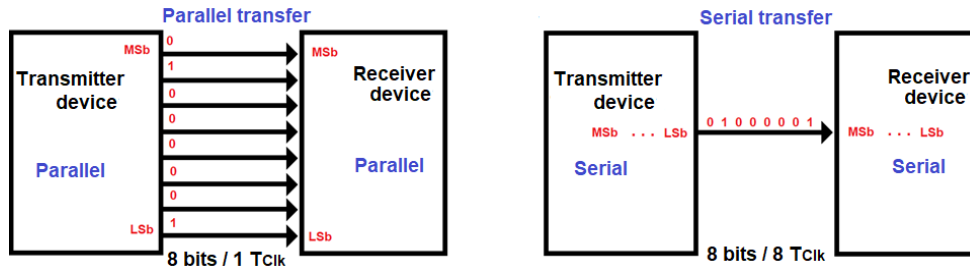 Parallel transfer
MSb
0
MSb
1
Transmitter
device
Receiver
device
0
0
0
Parallel
Parallel
0
0
1
LSb
LSb
8 bits / 1 TClk
Serial transfer
Transmitter
device
Receiver
device
0 1 0 0 0 0 0 1
MSb . . . LSb
MSb . . . LSb
Serial
Serial
8 bits / 8 TClk